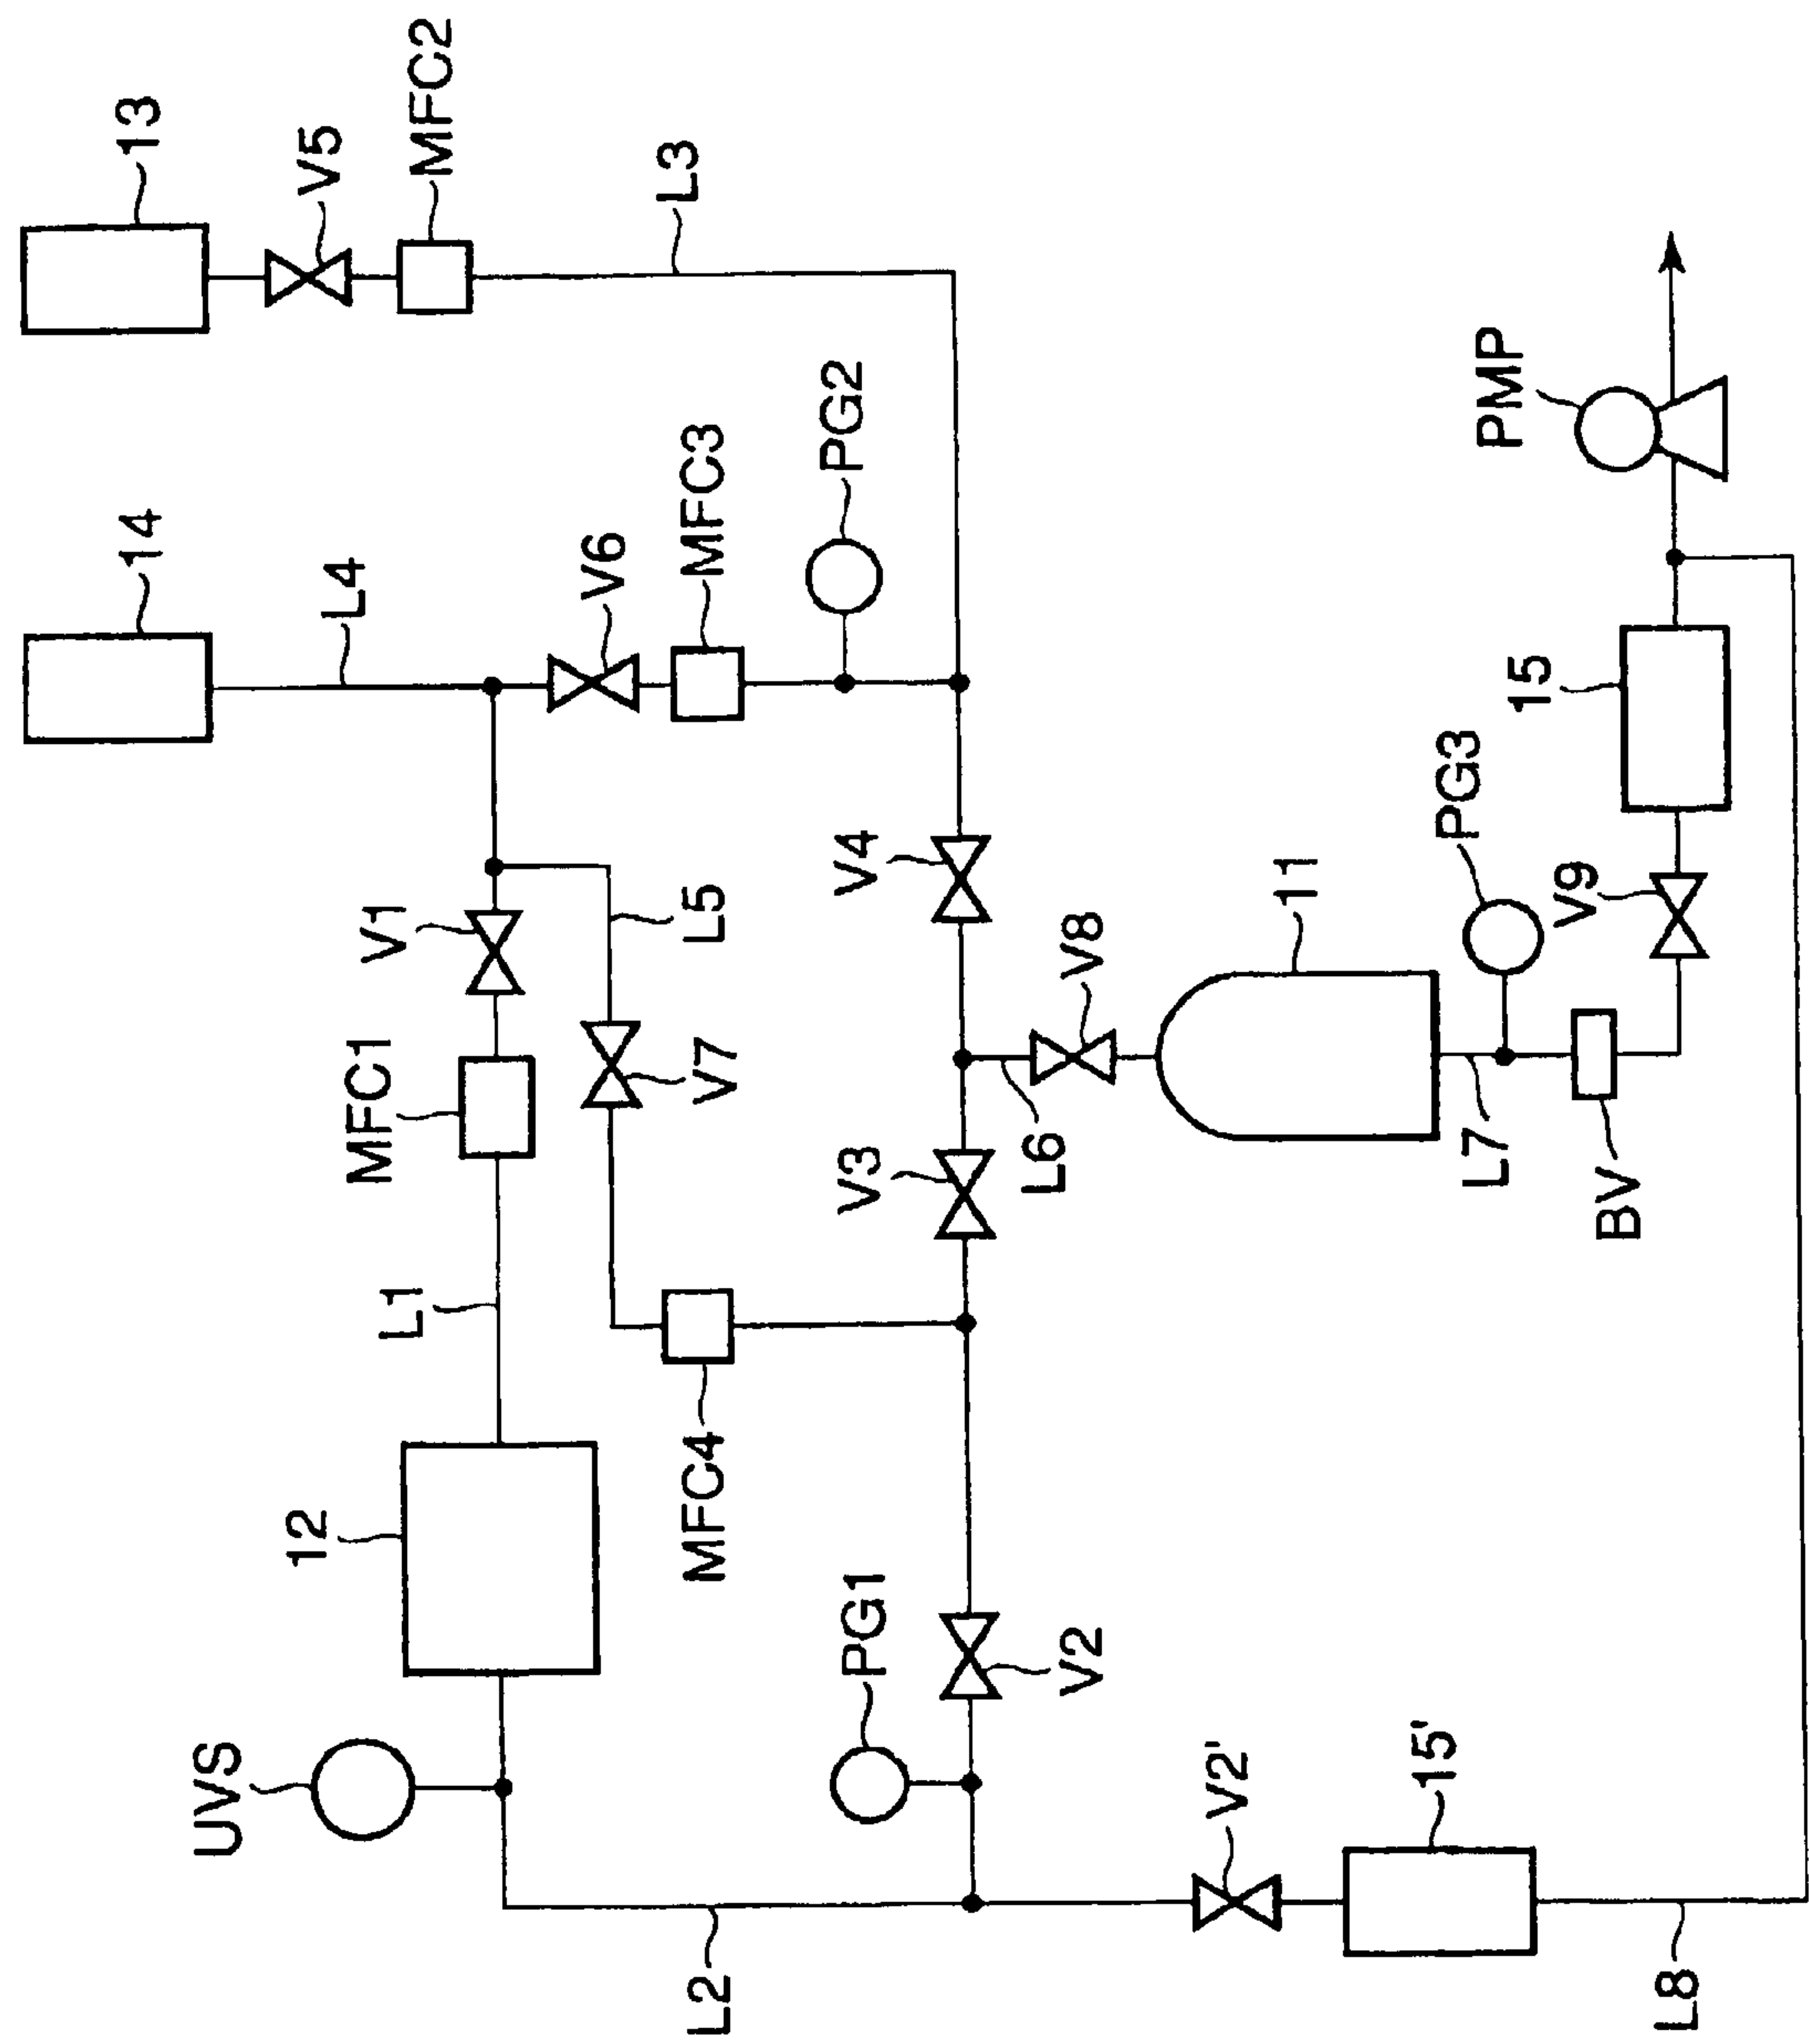 14
13
UVS
12
L4
V5
L1
MFC1
V1
MFC2
V6
L2
MFC4
V7
L5
MFC3
L3
PG1
V3
V4
PG2
V2
L6
V8
V2'
11
15'
L7
PG3
PMP
BV
V9
15
L8